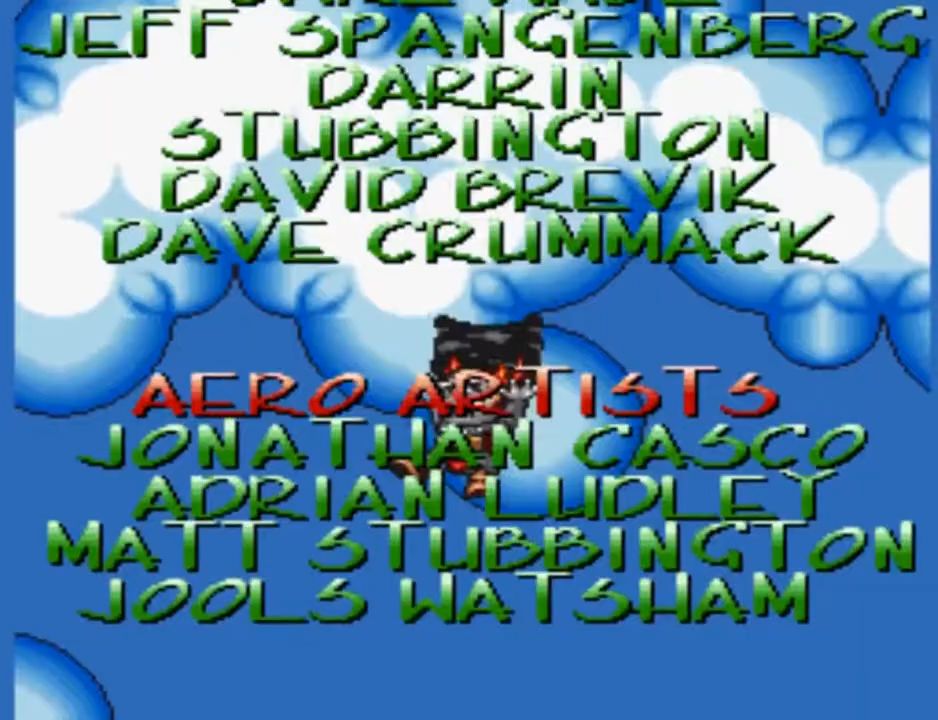 JEFF SPANGENBERG
DARRIN
STUBBINGTON
DAVID BREVIK
DAVE CRUMMACK
AERO ARTISTS
JONATHAN CASCO
ADRIAN LUDLEY
MATT STUBBINGTON
JOOLS WATSHAM